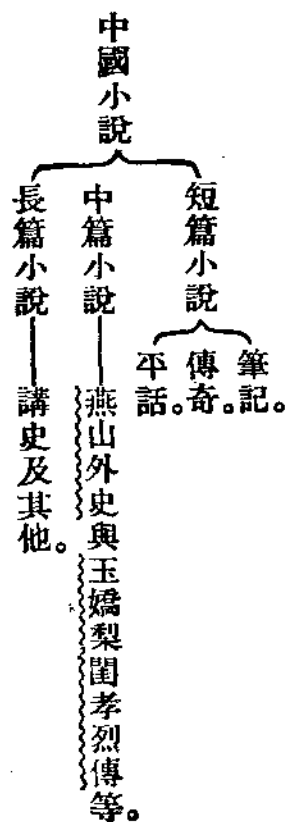 中國小說
短篇小說
筆記。
傳奇。
平話。
中篇小說
燕山外史與玉嬌梨閨孝烈傳等。
長篇小說
講史及其他。